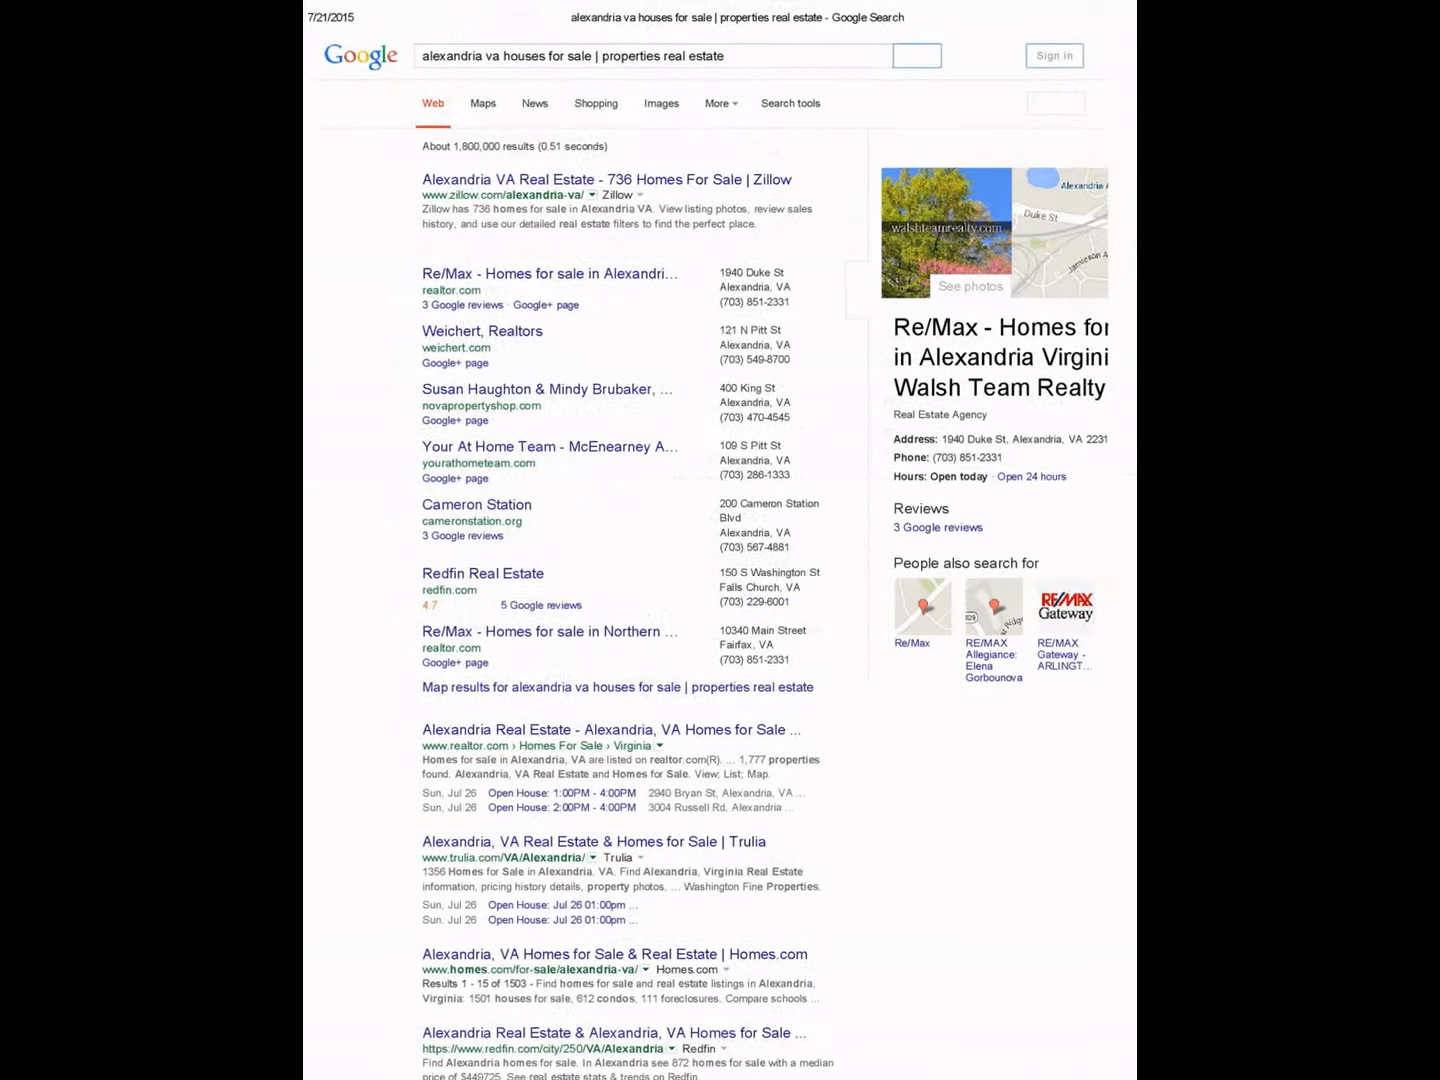 7/21/2015 alexandria va houses for sale | properties real estate - Google Search
Google alexandria va houses for sale | properties real estate Sign in
Web Maps News Shopping Images More Search tools
About 1,800,000 results (0.51 seconds)
Alexandria VA Real Estate - 736 Homes For Sale | Zillow
www.zillow.com/alexandria-va/ Zillow
Zillow has 736 homes for sale in Alexandria VA. View listing photos, review sales
history, and use our detailed real estate filters to find the perfect place.
Re/Max - Homes for sale in Alexandri...
realtor.com
3 Google reviews · Google+ page
1940 Duke St
Alexandria, VA
(703) 851-2331
Weichert, Realtors
weichert.com
Google+ page
121 N Pitt St
Alexandria, VA
(703) 549-8700
Susan Haughton & Mindy Brubaker, ...
novapropertyshop.com
Google+ page
400 King St
Alexandria, VA
(703) 470-4545
Your At Home Team - McEnearney A...
yourathometeam.com
Google+ page
109 S Pitt St
Alexandria, VA
(703) 286-1333
Cameron Station
cameronstation.org
3 Google reviews
200 Cameron Station
Blvd
Alexandria, VA
(703) 567-4881
Redfin Real Estate
redfin.com
4.7 5 Google reviews
150 S Washington St
Falls Church, VA
(703) 229-6001
Re/Max - Homes for sale in Northern ...
realtor.com
Google+ page
10340 Main Street
Fairfax, VA
(703) 851-2331
Map results for alexandria va houses for sale | properties real estate
Alexandria Real Estate - Alexandria, VA Homes for Sale ...
www.realtor.com › Homes For Sale › Virginia
Homes for sale in Alexandria, VA are listed on realtor.com(R). ... 1,777 properties
found. Alexandria, VA Real Estate and Homes for Sale. View; List; Map.
Sun, Jul 26 Open House: 1:00PM - 4:00PM 2940 Bryan St, Alexandria, VA ...
Sun, Jul 26 Open House: 2:00PM - 4:00PM 3004 Russell Rd, Alexandria ...
Alexandria, VA Real Estate & Homes for Sale | Trulia
www.trulia.com/VA/Alexandria/ Trulia
1356 Homes for Sale in Alexandria, VA. Find Alexandria, Virginia Real Estate
information, pricing history details, property photos, ... Washington Fine Properties.
Sun, Jul 26 Open House: Jul 26 01:00pm ...
Sun, Jul 26 Open House: Jul 26 01:00pm ...
Alexandria, VA Homes for Sale & Real Estate | Homes.com
www.homes.com/for-sale/alexandria-va/ Homes.com
Results 1 - 15 of 1503 - Find homes for sale and real estate listings in Alexandria,
Virginia: 1501 houses for sale, 612 condos, 111 foreclosures. Compare schools ...
Alexandria Real Estate & Alexandria, VA Homes for Sale ...
https://www.redfin.com/city/250/VA/Alexandria Redfin
Find Alexandria homes for sale. In Alexandria see 872 homes for sale with a median
price of $449725. See real estate stats & trends on Redfin.
walshteamrealty.com
See photos
Alexandria A
Duke St
Jamieson A
Re/Max - Homes for
in Alexandria Virgini
Walsh Team Realty
Real Estate Agency
Address: 1940 Duke St, Alexandria, VA 2231
Phone: (703) 851-2331
Hours: Open today · Open 24 hours
Reviews
3 Google reviews
People also search for
Re/Max
RE/MAX
Allegiance:
Elena
Gorbounova
RE/MAX
Gateway
RE/MAX
Gateway -
ARLINGT...